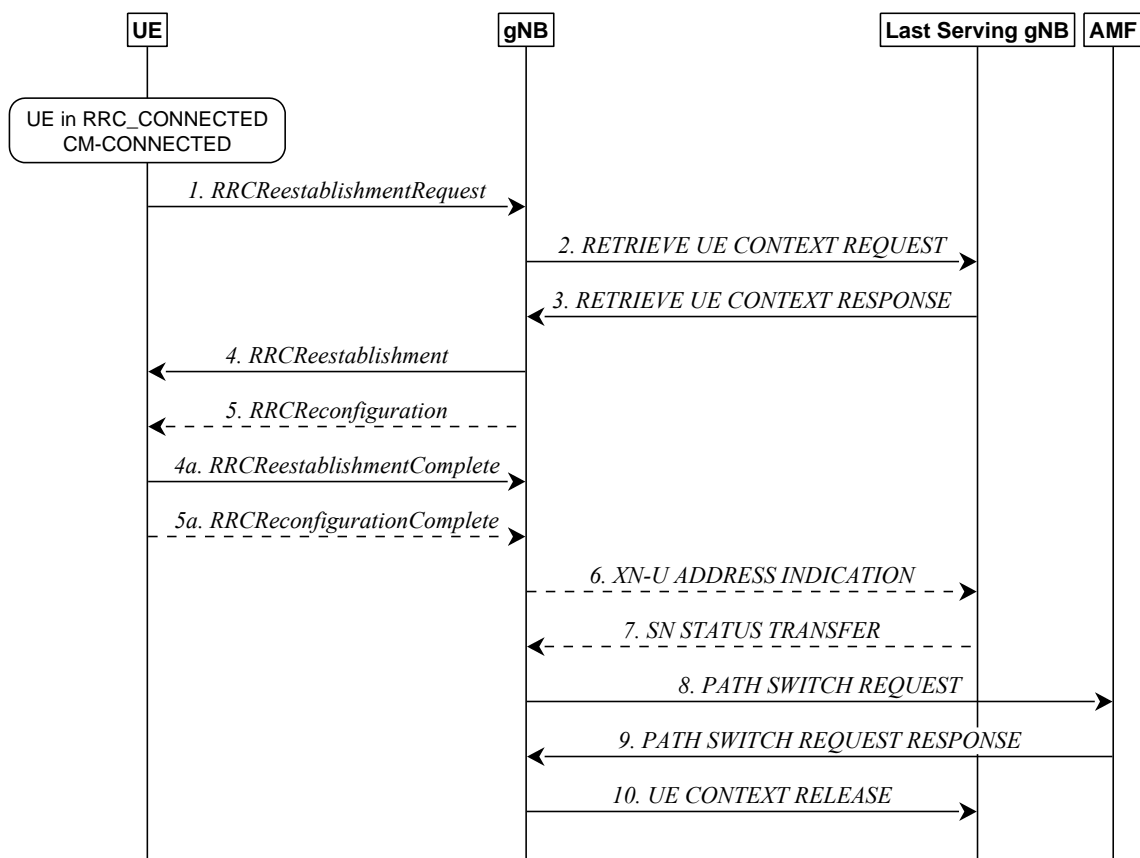 UE
gNB
Last Serving gNB
AMF
UE in RRC_CONNECTED
CM-CONNECTED
1. RRCReestablishmentRequest
2. RETRIEVE UE CONTEXT REQUEST
3. RETRIEVE UE CONTEXT RESPONSE
4. RRCReestablishment
5. RRCReconfiguration
4a. RRCReestablishmentComplete
5a. RRCReconfigurationComplete
6. XN-U ADDRESS INDICATION
7. SN STATUS TRANSFER
8. PATH SWITCH REQUEST
9. PATH SWITCH REQUEST RESPONSE
10. UE CONTEXT RELEASE